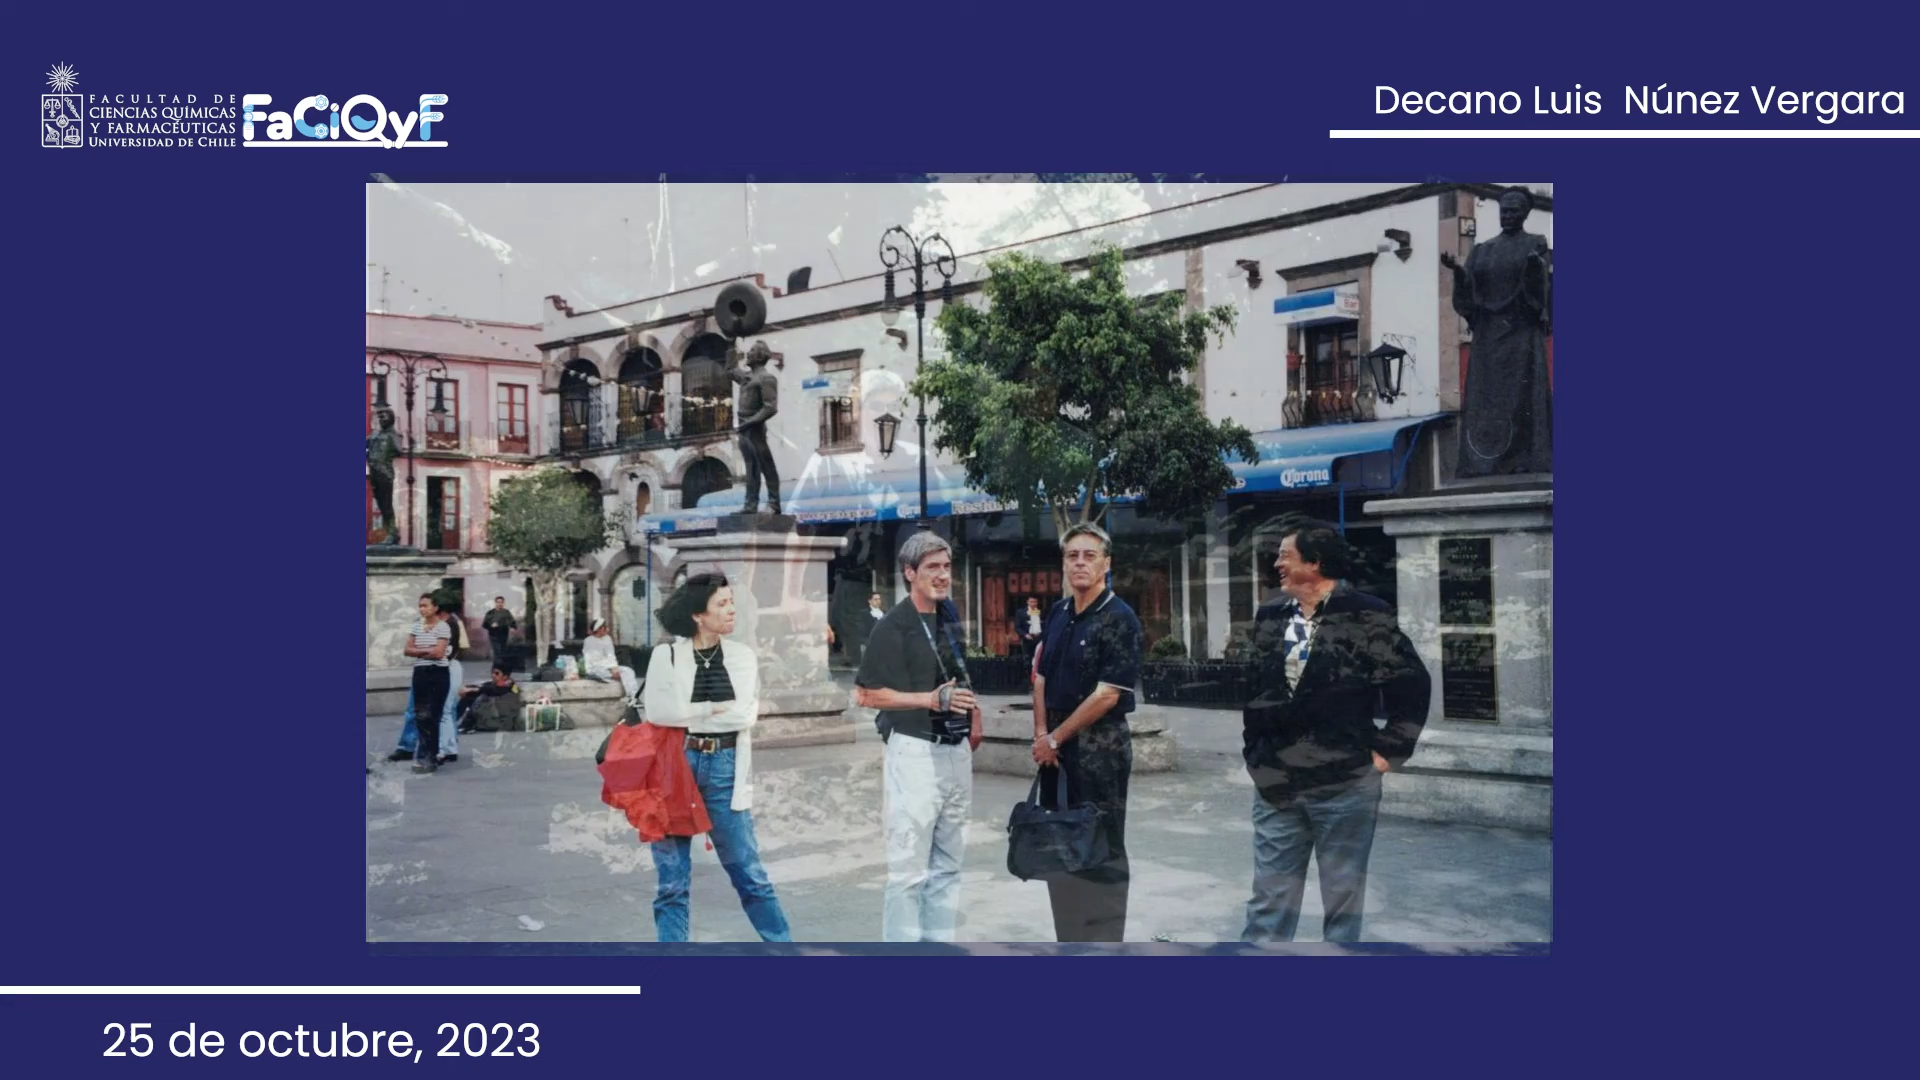 FACULTAD DE
CIENCIAS QUÍMICAS
Y FARMACÉUTICAS
UNIVERSIDAD DE CHILE
FaCiQyF
Decano Luis  Núnez Vergara
Corona
25 de octubre, 2023